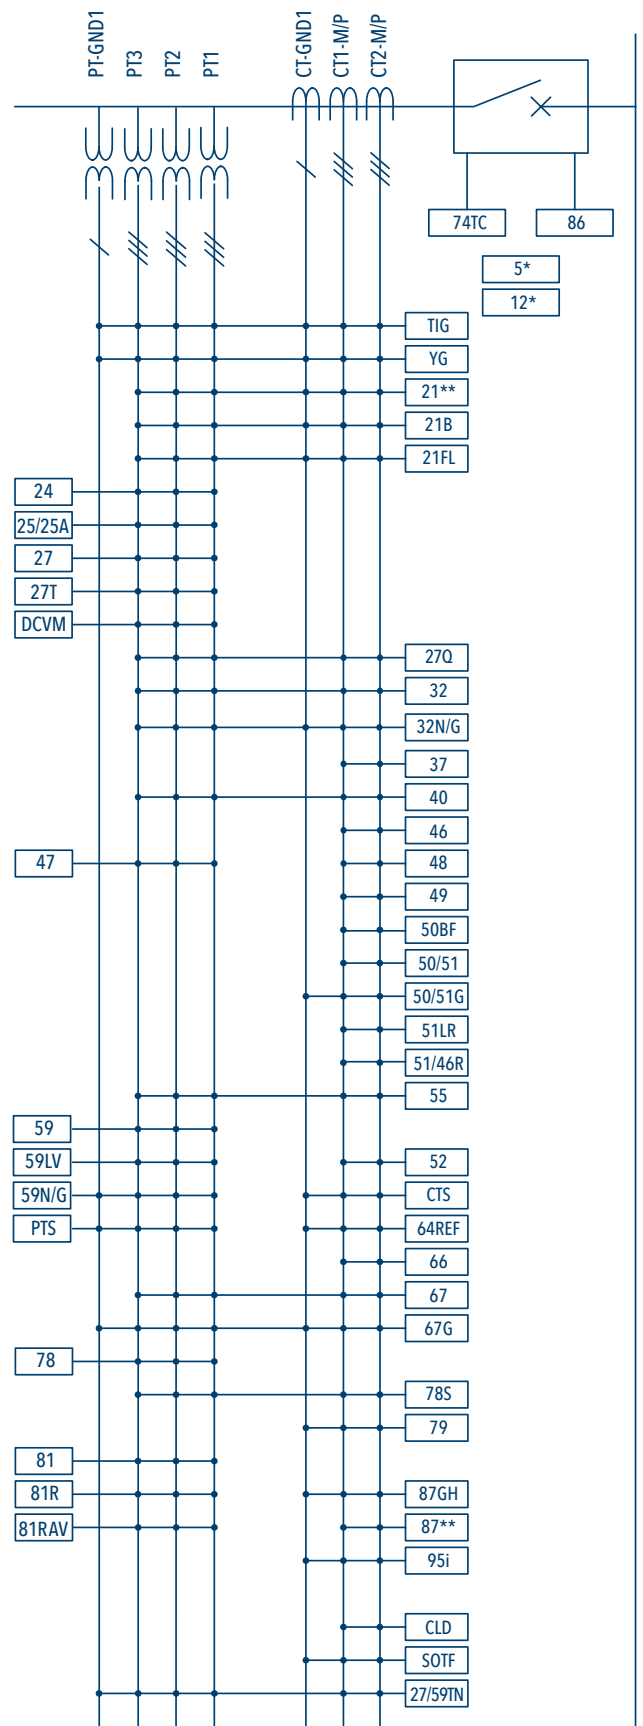 PT-GND1
PT3
PT2
PT1
CT-GND1
CT1-M/P
CT2-M/P
74TC
86
5*
12*
TIG
YG
21**
21B
21FL
24
25/25A
27
27T
DCVM
27Q
32
32N/G
37
40
46
47
48
49
50BF
50/51
50/51G
51LR
51/46R
55
59
59LV
52
59N/G
CTS
PTS
64REF
66
67
67G
78
78S
79
81
81R
87GH
81RAV
87**
95i
CLD
SOTF
27/59TN